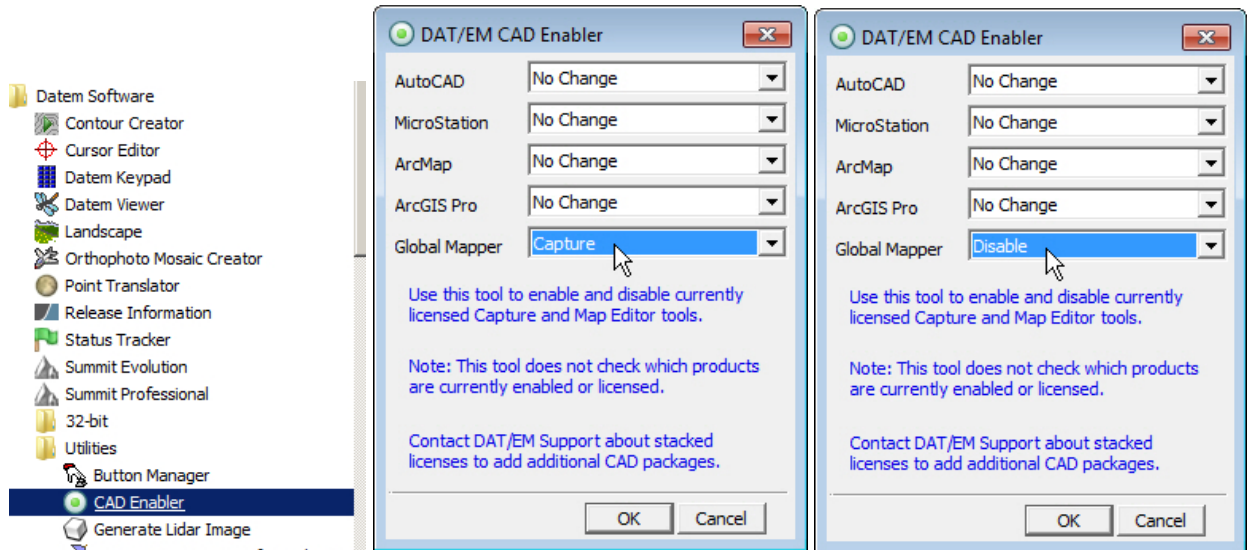 Datem Software
Contour Creator
Cursor Editor
Datem Keypad
Datem Viewer
Landscape
Orthophoto Mosaic Creator
Point Translator
Release Information
Status Tracker
Summit Evolution
Summit Professional
32-bit
Utilities
Button Manager
CAD Enabler
Generate Lidar Image
DAT/EM CAD Enabler
AutoCAD No Change
MicroStation No Change
ArcMap No Change
ArcGIS Pro No Change
Global Mapper Capture
Use this tool to enable and disable currently
licensed Capture and Map Editor tools.
Note: This tool does not check which products
are currently enabled or licensed.
Contact DAT/EM Support about stacked
licenses to add additional CAD packages.
OK Cancel
DAT/EM CAD Enabler
AutoCAD No Change
MicroStation No Change
ArcMap No Change
ArcGIS Pro No Change
Global Mapper Disable
Use this tool to enable and disable currently
licensed Capture and Map Editor tools.
Note: This tool does not check which products
are currently enabled or licensed.
Contact DAT/EM Support about stacked
licenses to add additional CAD packages.
OK Cancel